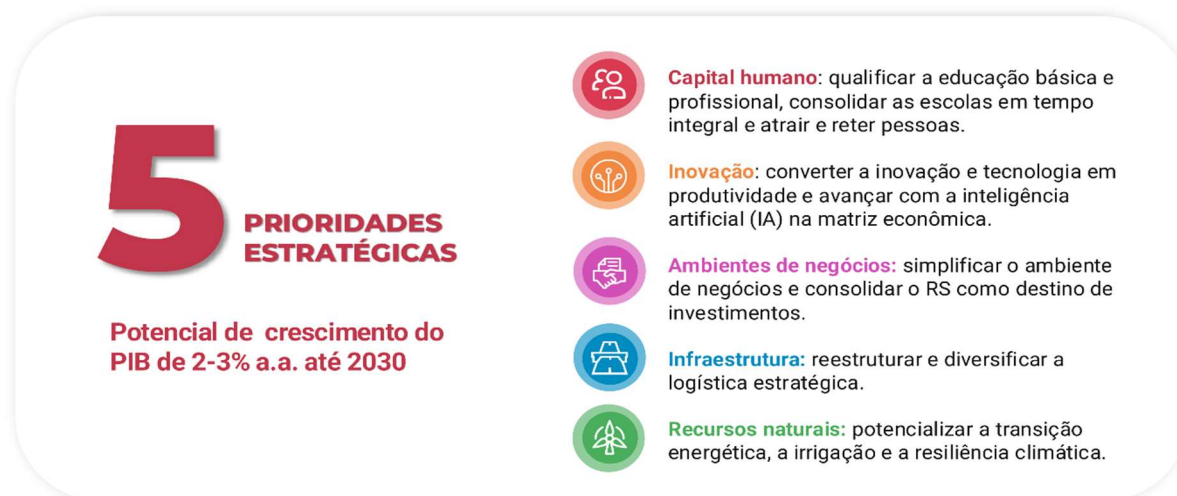 5 PRIORIDADES
ESTRATÉGICAS
Potencial de crescimento do
PIB de 2-3% a.a. até 2030
Capital humano: qualificar a educação básica e
profissional, consolidar as escolas em tempo
integral e atrair e reter pessoas.
Inovação: converter a inovação e tecnologia em
produtividade e avançar com a inteligência
artificial (IA) na matriz econômica.
Ambientes de negócios: simplificar o ambiente
de negócios e consolidar o RS como destino de
investimentos.
Infraestrutura: reestruturar e diversificar a
logística estratégica.
Recursos naturais: potencializar a transição
energética, a irrigação e a resiliência climática.